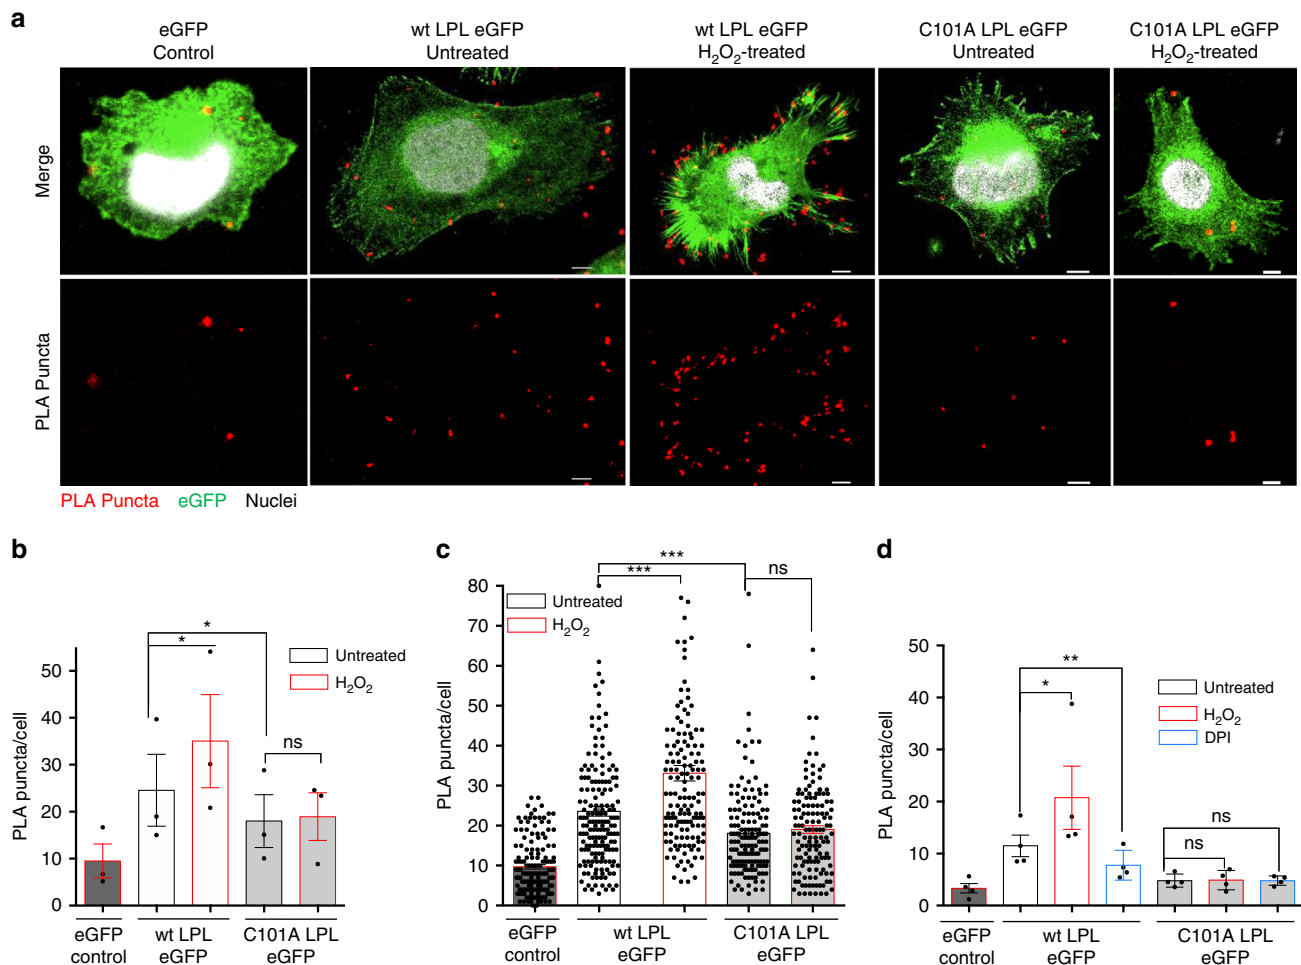 a
eGFP
Control
wt LPL eGFP
Untreated
wt LPL eGFP
H₂O₂-treated
C101A LPL eGFP
Untreated
C101A LPL eGFP
H₂O₂-treated
Merge
PLA Puncta
PLA Puncta eGFP Nuclei
b
PLA puncta/cell
50
40
30
20
10
0
*
*
ns
Untreated
H₂O₂
eGFP
control
wt LPL
eGFP
C101A LPL
eGFP
c
PLA puncta/cell
80
70
60
50
40
30
20
10
0
***
***
ns
Untreated
H₂O₂
eGFP
control
wt LPL
eGFP
C101A LPL
eGFP
d
PLA puncta/cell
50
40
30
20
10
0
**
*
ns
ns
Untreated
H₂O₂
DPI
eGFP
control
wt LPL
eGFP
C101A LPL
eGFP